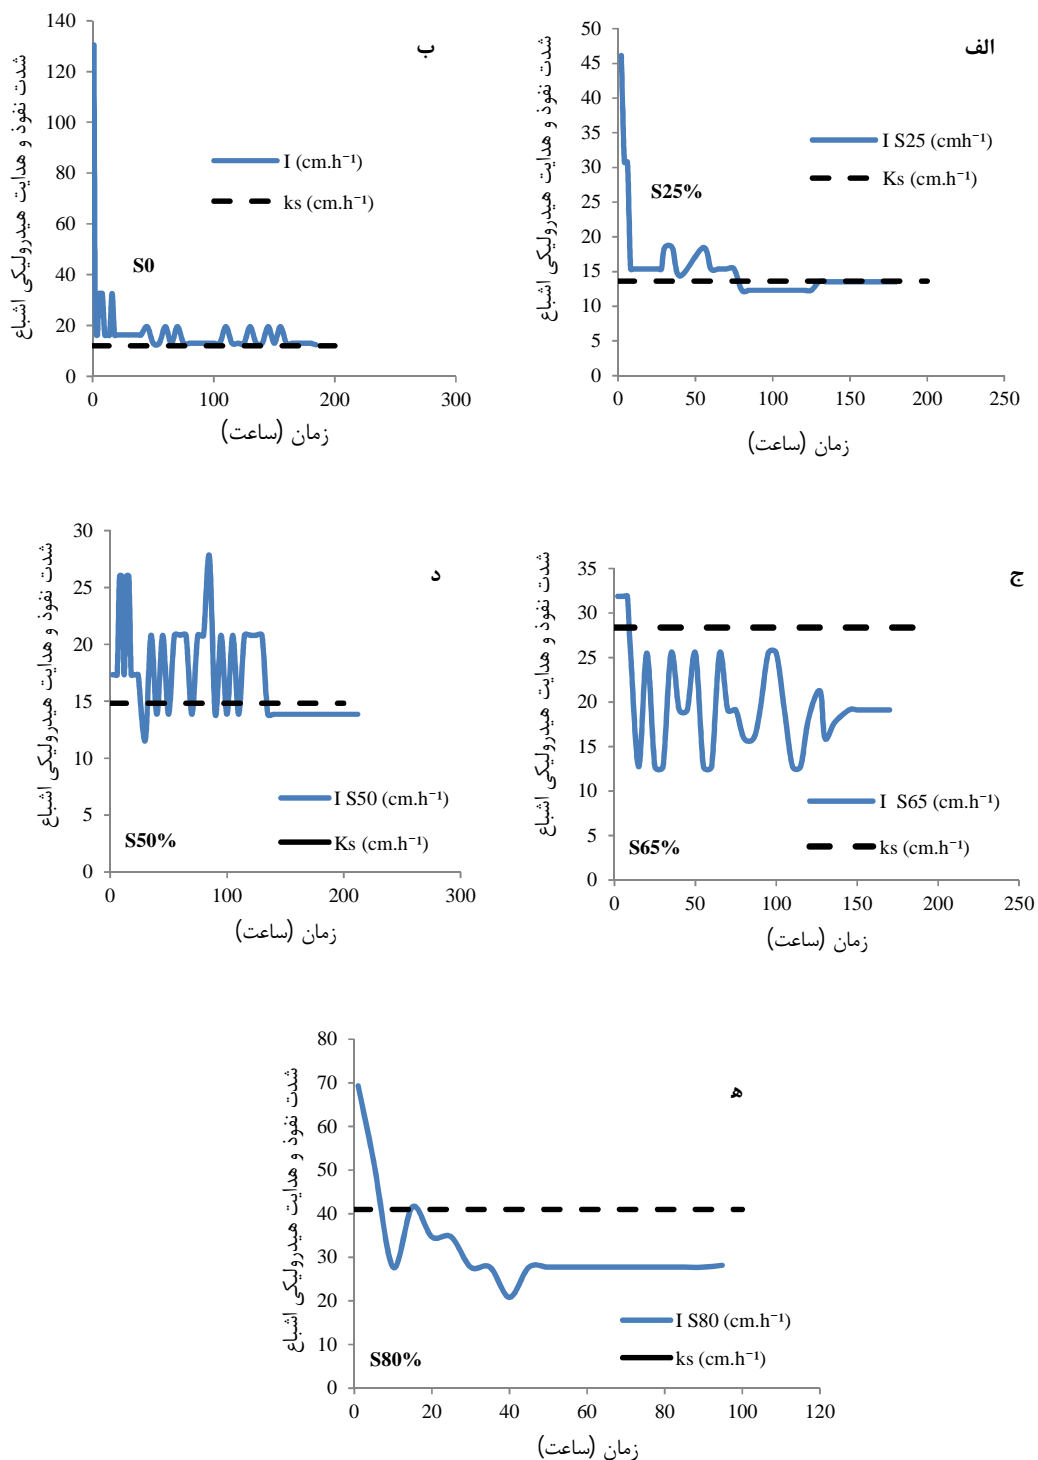 الف
شدت نفوذ و هدایت هیدرولیکی اشباع
50
45
40
35
30
25
20
15
10
5
0
I S25 (cmh⁻¹)
Ks (cm.h⁻¹)
S25%
0 50 100 150 200 250
زمان (ساعت)
ب
شدت نفوذ و هدایت هیدرولیکی اشباع
140
120
100
80
60
40
20
0
I (cm.h⁻¹)
ks (cm.h⁻¹)
S0
0 100 200 300
زمان (ساعت)
ج
شدت نفوذ و هدایت هیدرولیکی اشباع
35
30
25
20
15
10
5
0
I S65 (cm.h⁻¹)
ks (cm.h⁻¹)
S65%
0 50 100 150 200 250
زمان (ساعت)
د
شدت نفوذ و هدایت هیدرولیکی اشباع
30
25
20
15
10
5
0
I S50 (cm.h⁻¹)
Ks (cm.h⁻¹)
S50%
0 100 200 300
زمان (ساعت)
ه
شدت نفوذ و هدایت هیدرولیکی اشباع
80
70
60
50
40
30
20
10
0
I S80 (cm.h⁻¹)
ks (cm.h⁻¹)
S80%
0 20 40 60 80 100 120
زمان (ساعت)